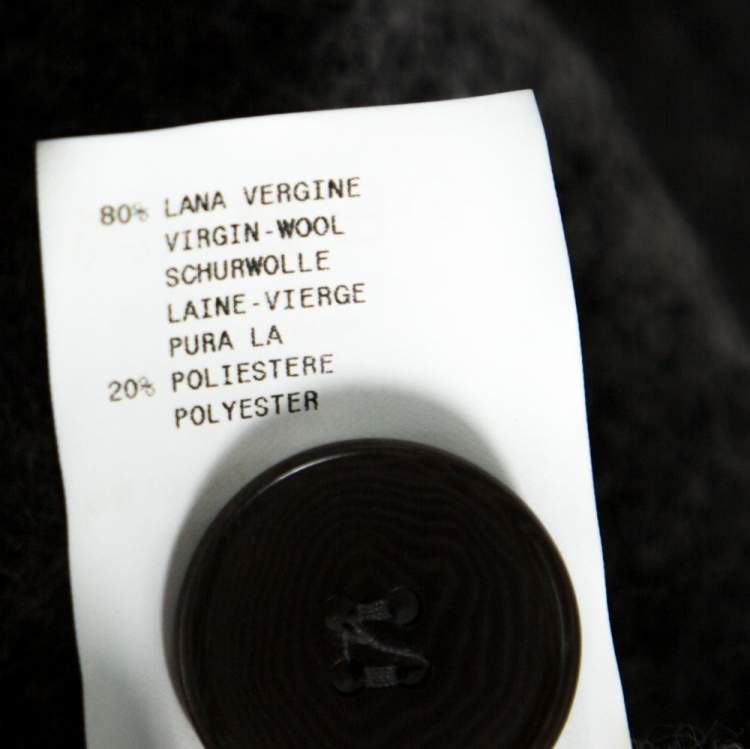 80% LANA VERGINE
VIRGIN-WOOL
SCHURWOLLE
LAINE-VIERGE
PURA LA
20% POLIESTERE
POLYESTER